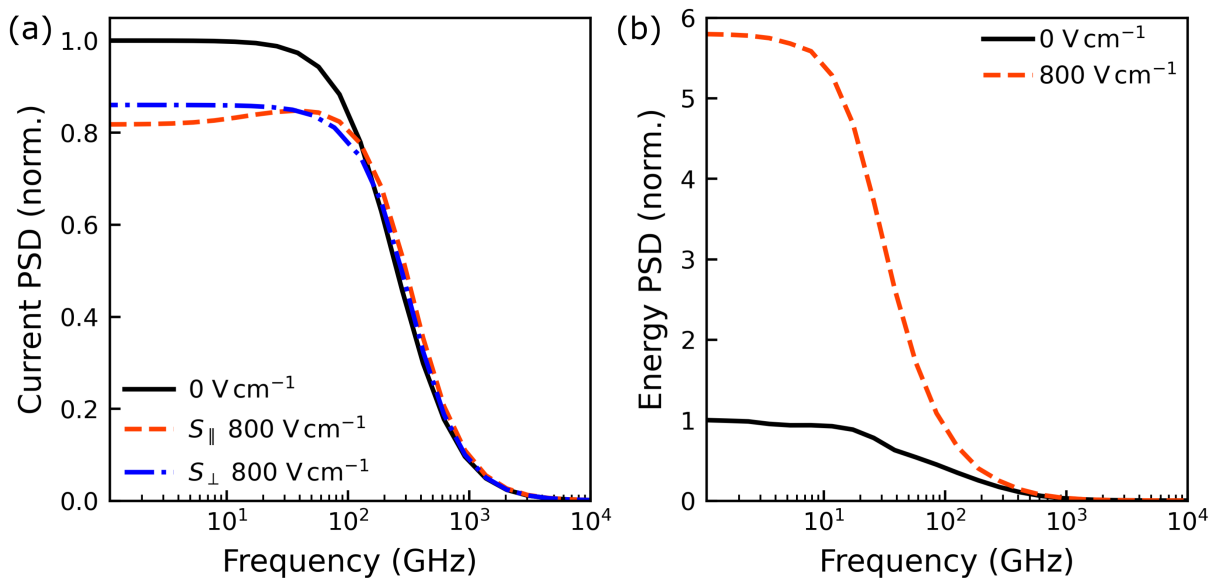 (a)
Current PSD (norm.)
1.0
0.8
0.6
0.4
0.2
0.0
0 V cm⁻¹
S∥ 800 V cm⁻¹
S⊥ 800 V cm⁻¹
10¹ 10² 10³ 10⁴
Frequency (GHz)
(b)
Energy PSD (norm.)
6
5
4
3
2
1
0
0 V cm⁻¹
800 V cm⁻¹
10¹ 10² 10³ 10⁴
Frequency (GHz)